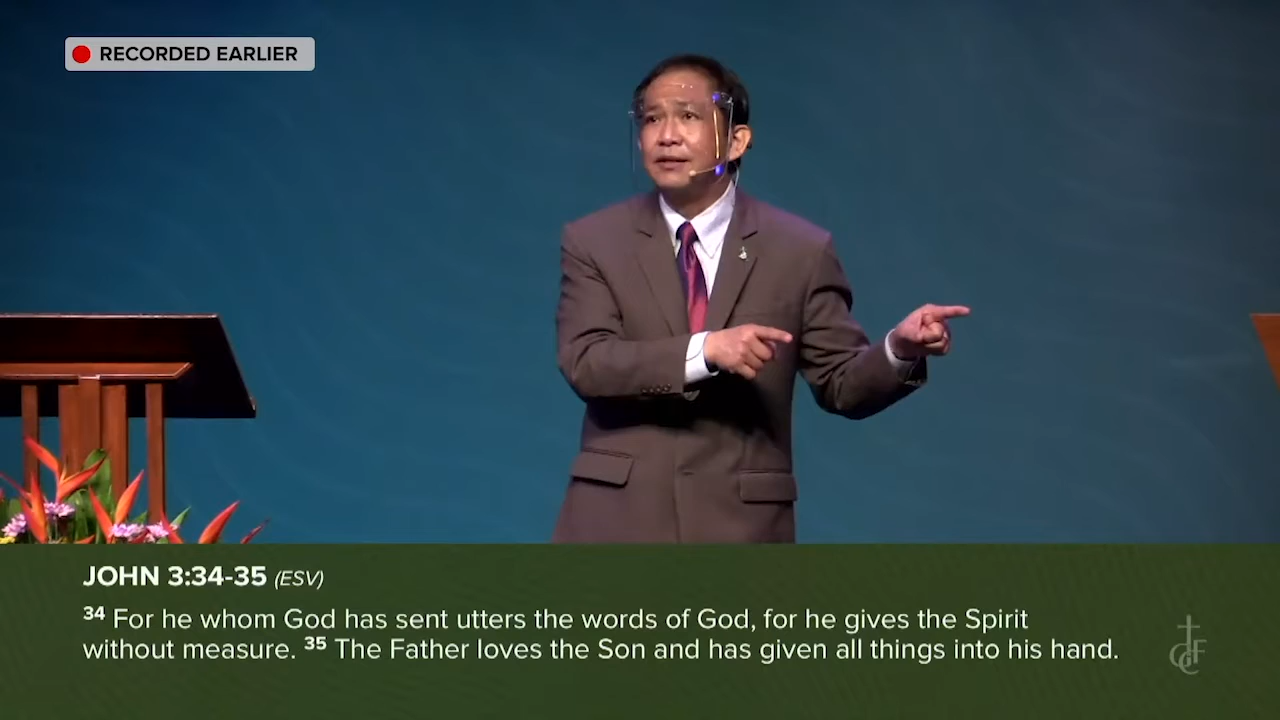 RECORDED EARLIER
JOHN 3:34-35 (ESV)
34 For he whom God has sent utters the words of God, for he gives the Spirit
without measure. 35 The Father loves the Son and has given all things into his hand.
GCF